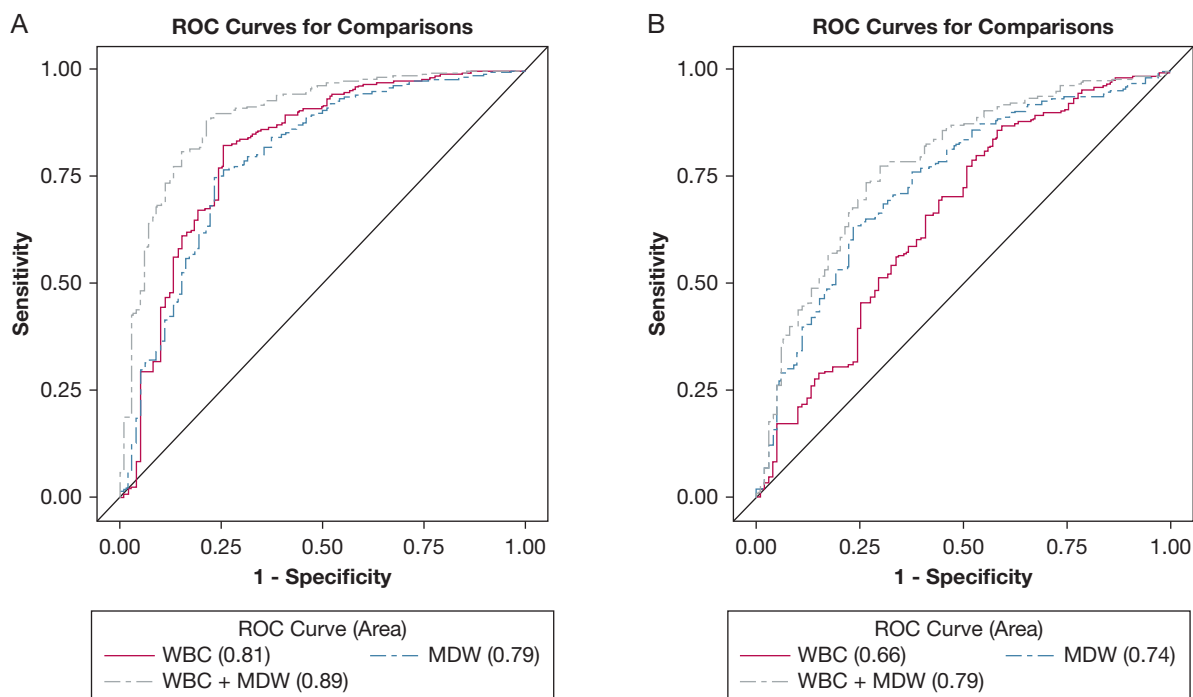 A
ROC Curves for Comparisons
1.00
0.75
0.50
0.25
0.00
Sensitivity
0.00 0.25 0.50 0.75 1.00
1 - Specificity
ROC Curve (Area)
WBC (0.81) MDW (0.79)
WBC + MDW (0.89)
B
ROC Curves for Comparisons
1.00
0.75
0.50
0.25
0.00
Sensitivity
0.00 0.25 0.50 0.75 1.00
1 - Specificity
ROC Curve (Area)
WBC (0.66) MDW (0.74)
WBC + MDW (0.79)